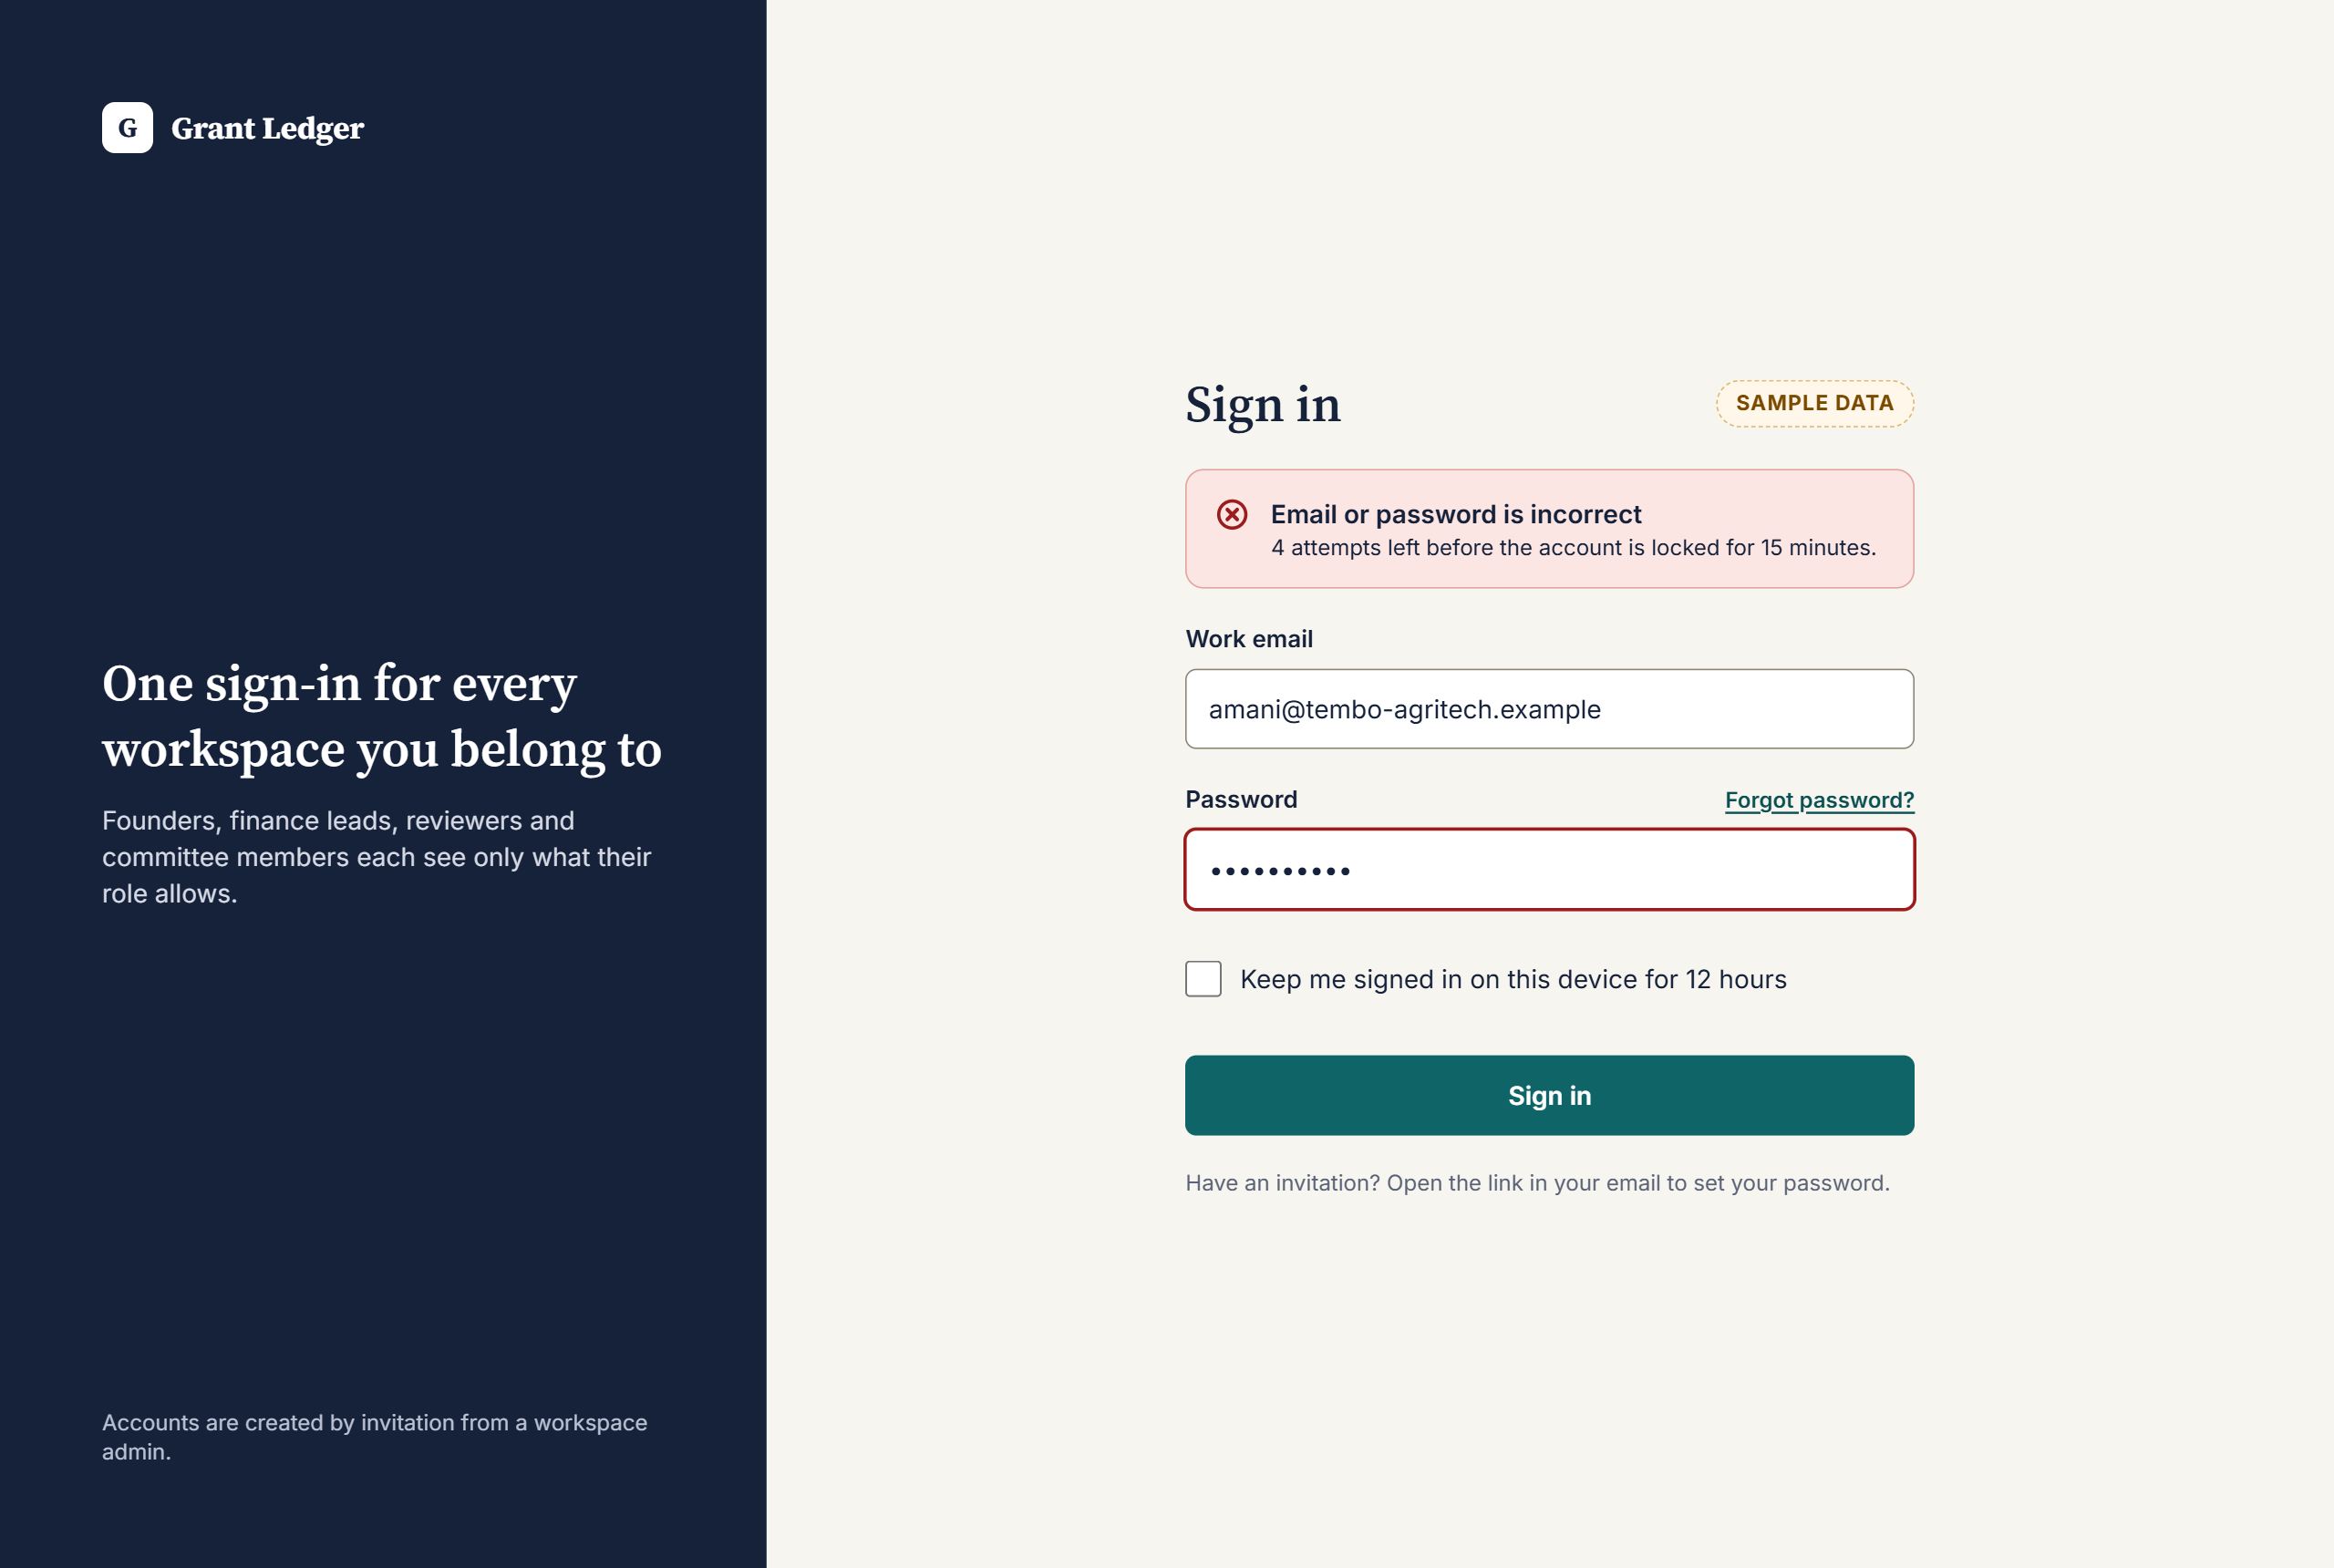 G
Grant Ledger
One sign-in for every
workspace you belong to
Founders, finance leads, reviewers and
committee members each see only what their
role allows.
Accounts are created by invitation from a workspace
admin.
Sign in
SAMPLE DATA
Email or password is incorrect
4 attempts left before the account is locked for 15 minutes.
Work email
amani@tembo-agritech.example
Password
Forgot password?
••••••••••
Keep me signed in on this device for 12 hours
Sign in
Have an invitation? Open the link in your email to set your password.